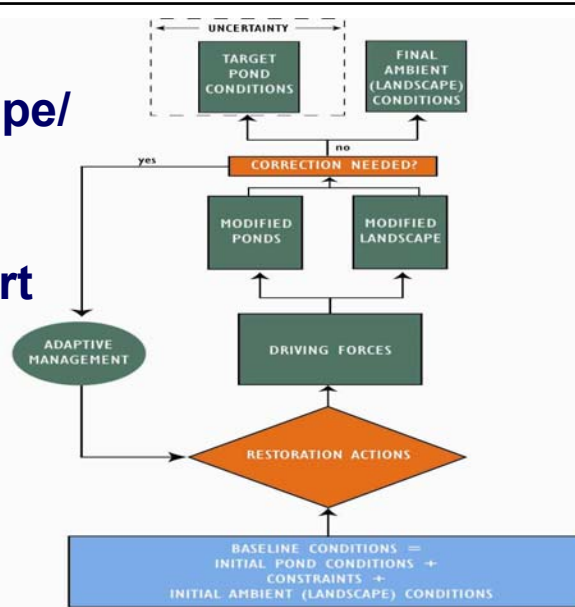 UNCERTAINTY
TARGET
POND
CONDITIONS
FINAL
AMBIENT
(LANDSCAPE)
CONDITIONS
pe/
no
yes
CORRECTION NEEDED?
MODIFIED
PONDS
MODIFIED
LANDSCAPE
rt
ADAPTIVE
MANAGEMENT
DRIVING FORCES
RESTORATION ACTIONS
BASELINE CONDITIONS =
INITIAL POND CONDITIONS +
CONSTRAINTS +
INITIAL AMBIENT (LANDSCAPE) CONDITIONS